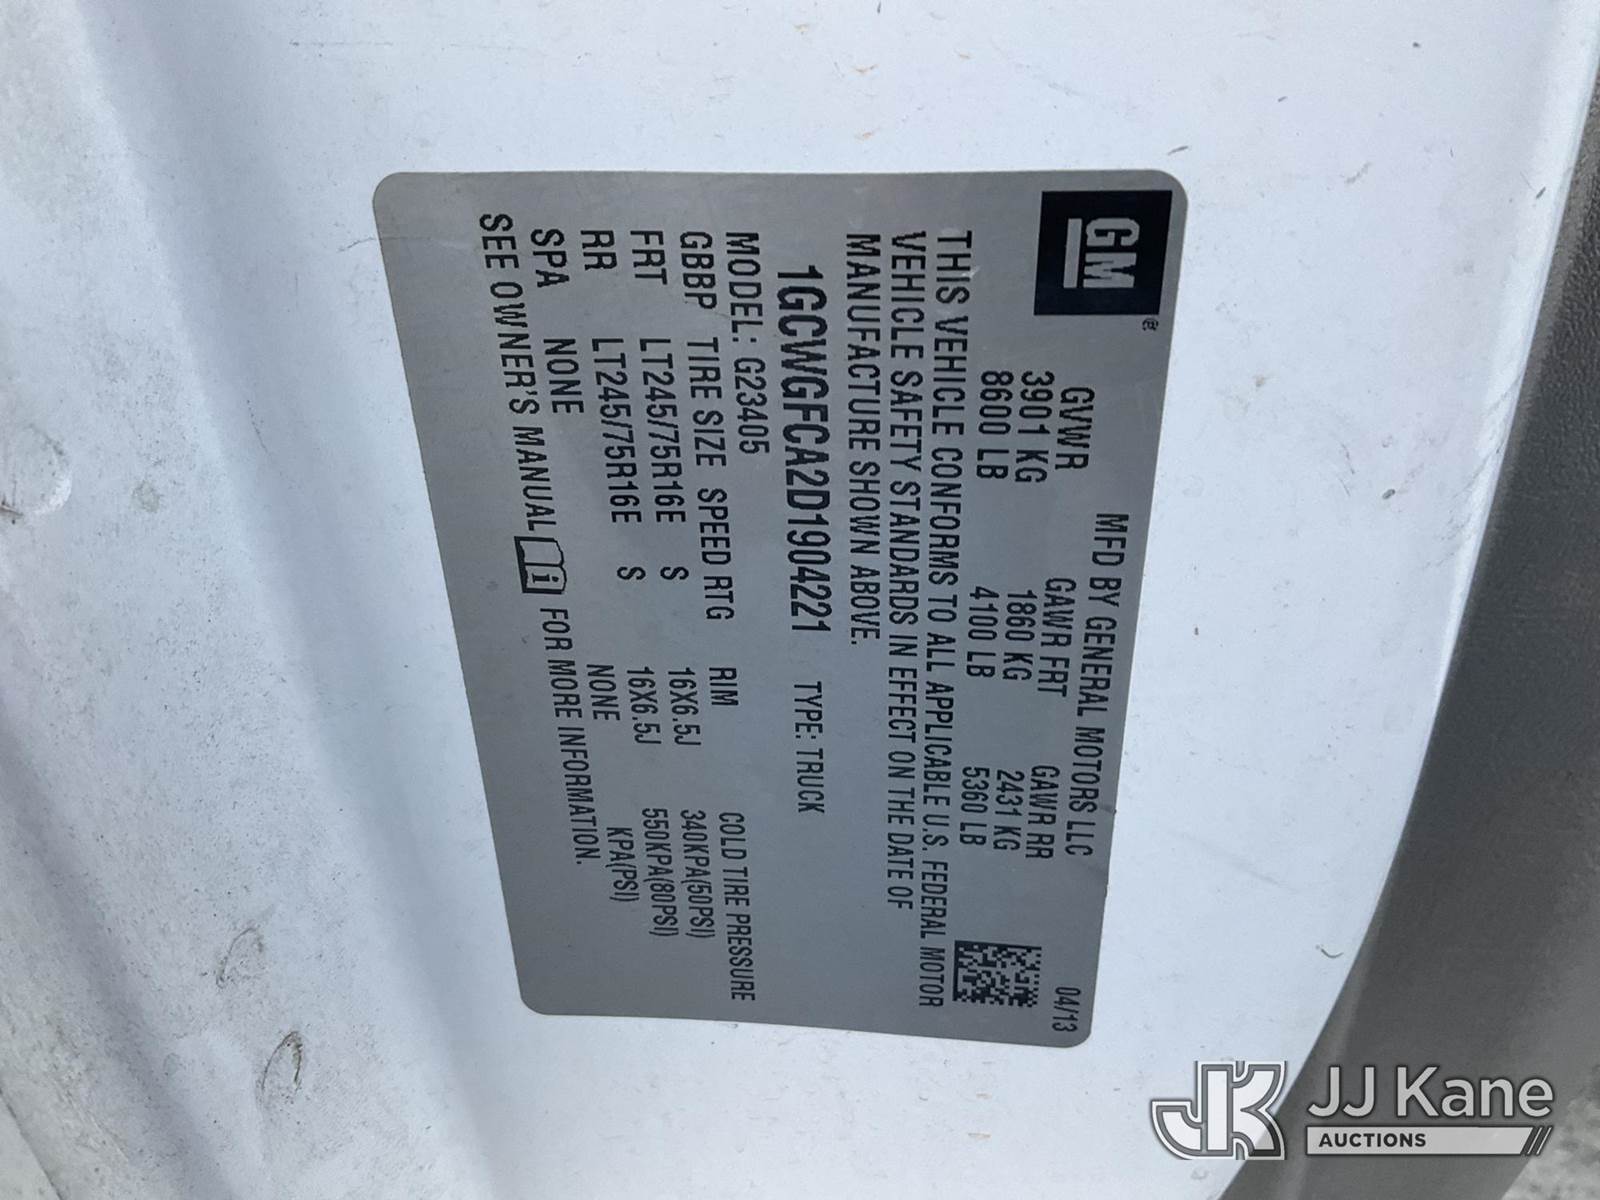 GM®
MFD BY GENERAL MOTORS LLC
04/13
GVWR GAWR FRT GAWR RR
3901 KG 1860 KG 2431 KG
8600 LB 4100 LB 5360 LB
THIS VEHICLE CONFORMS TO ALL APPLICABLE U.S. FEDERAL MOTOR
VEHICLE SAFETY STANDARDS IN EFFECT ON THE DATE OF
MANUFACTURE SHOWN ABOVE.
1GCWGFCA2D1904221 TYPE: TRUCK
MODEL: G23405
GBBP TIRE SIZE SPEED RTG RIM COLD TIRE PRESSURE
FRT LT245/75R16E S 16X6.5J 340KPA(50PSI)
RR LT245/75R16E S 16X6.5J 550KPA(80PSI)
SPA NONE NONE KPA(PSI)
SEE OWNER'S MANUAL i FOR MORE INFORMATION.
JK JJ Kane
AUCTIONS